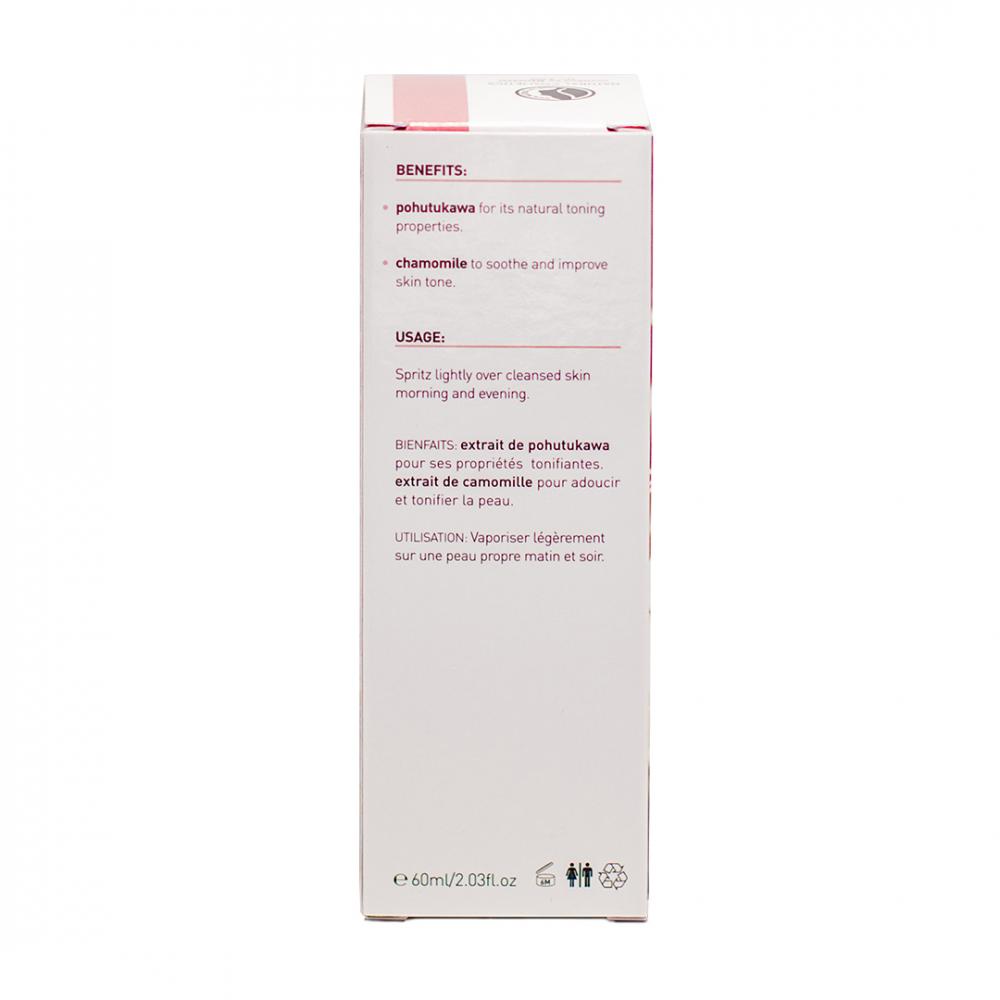 BENEFITS:
• pohutukawa for its natural toning
properties.
• chamomile to soothe and improve
skin tone.
USAGE:
Spritz lightly over cleansed skin
morning and evening.
BIENFAITS: extrait de pohutukawa
pour ses propriétés tonifiantes.
extrait de camomille pour adoucir
et tonifier la peau.
UTILISATION: Vaporiser légèrement
sur une peau propre matin et soir.
℮ 60ml/2.03fl.oz
6M